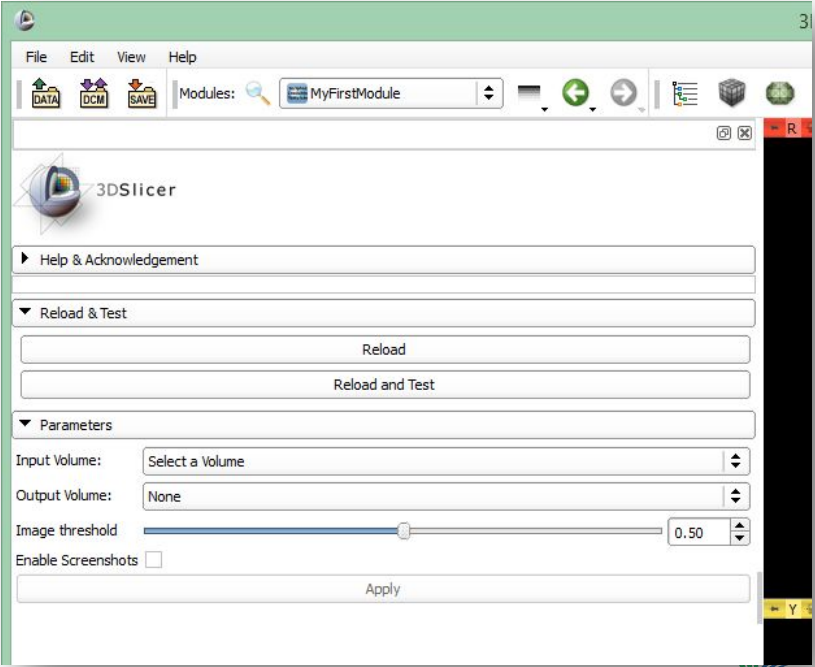 3
File Edit View Help
DATA DCM SAVE Modules: MyFirstModule
R
3DSlicer
Help & Acknowledgement
Reload & Test
Reload
Reload and Test
Parameters
Input Volume: Select a Volume
Output Volume: None
Image threshold 0.50
Enable Screenshots
Apply
Y